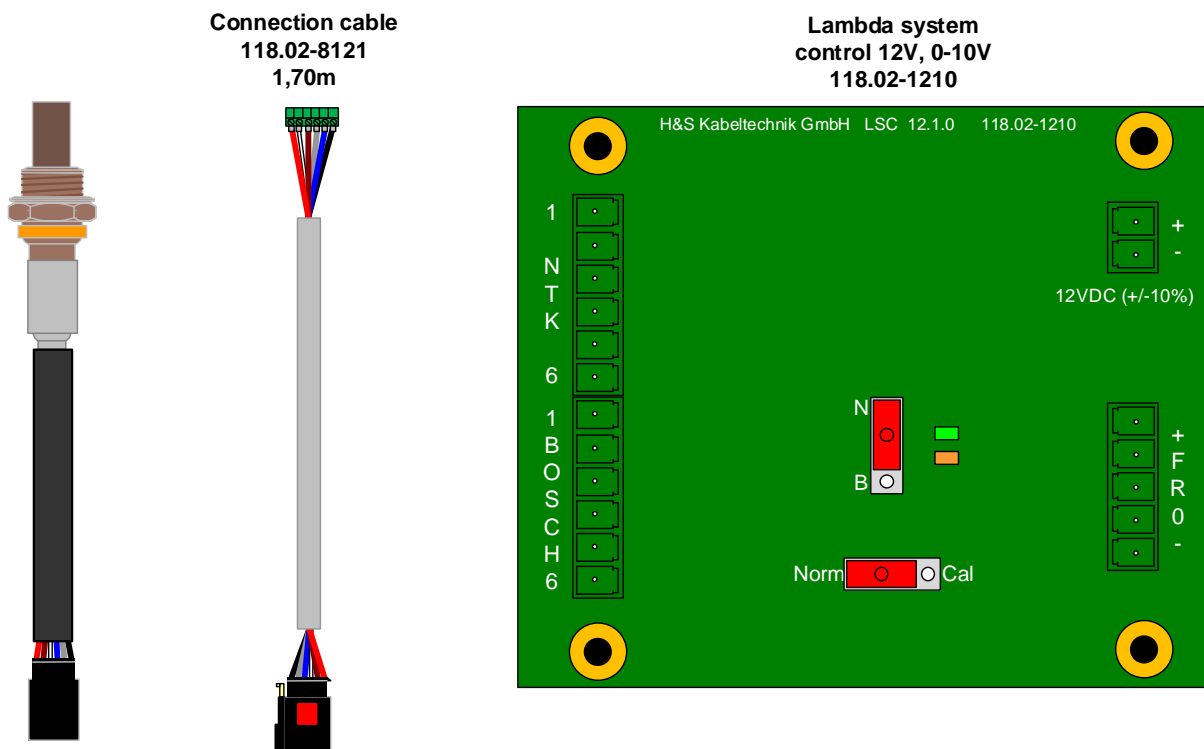 Connection cable
118.02-8121
1,70m
Lambda system
control 12V, 0-10V
118.02-1210
H&S Kabeltechnik GmbH LSC 12.1.0 118.02-1210
1
N
T
K
6
1
B
O
S
C
H
6
+
-
12VDC (+/-10%)
N
B
Norm Cal
+
F
R
0
-